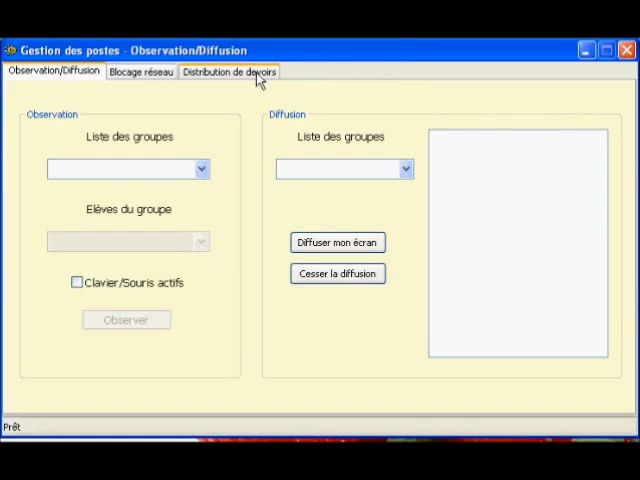 Gestion des postes - Observation/Diffusion
Observation/Diffusion
Blocage réseau
Distribution de devoirs
Observation
Liste des groupes
Elèves du groupe
Clavier/Souris actifs
Observer
Diffusion
Liste des groupes
Diffuser mon écran
Cesser la diffusion
Prêt